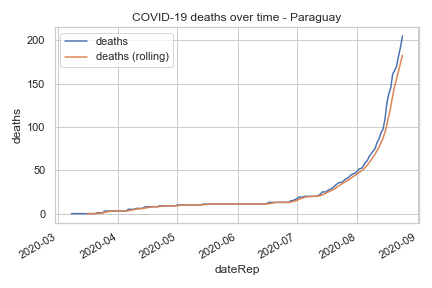 COVID-19 deaths over time - Paraguay
deaths
deaths (rolling)
200
150
100
50
0
deaths
2020-03
2020-04
2020-05
2020-06
2020-07
2020-08
2020-09
dateRep